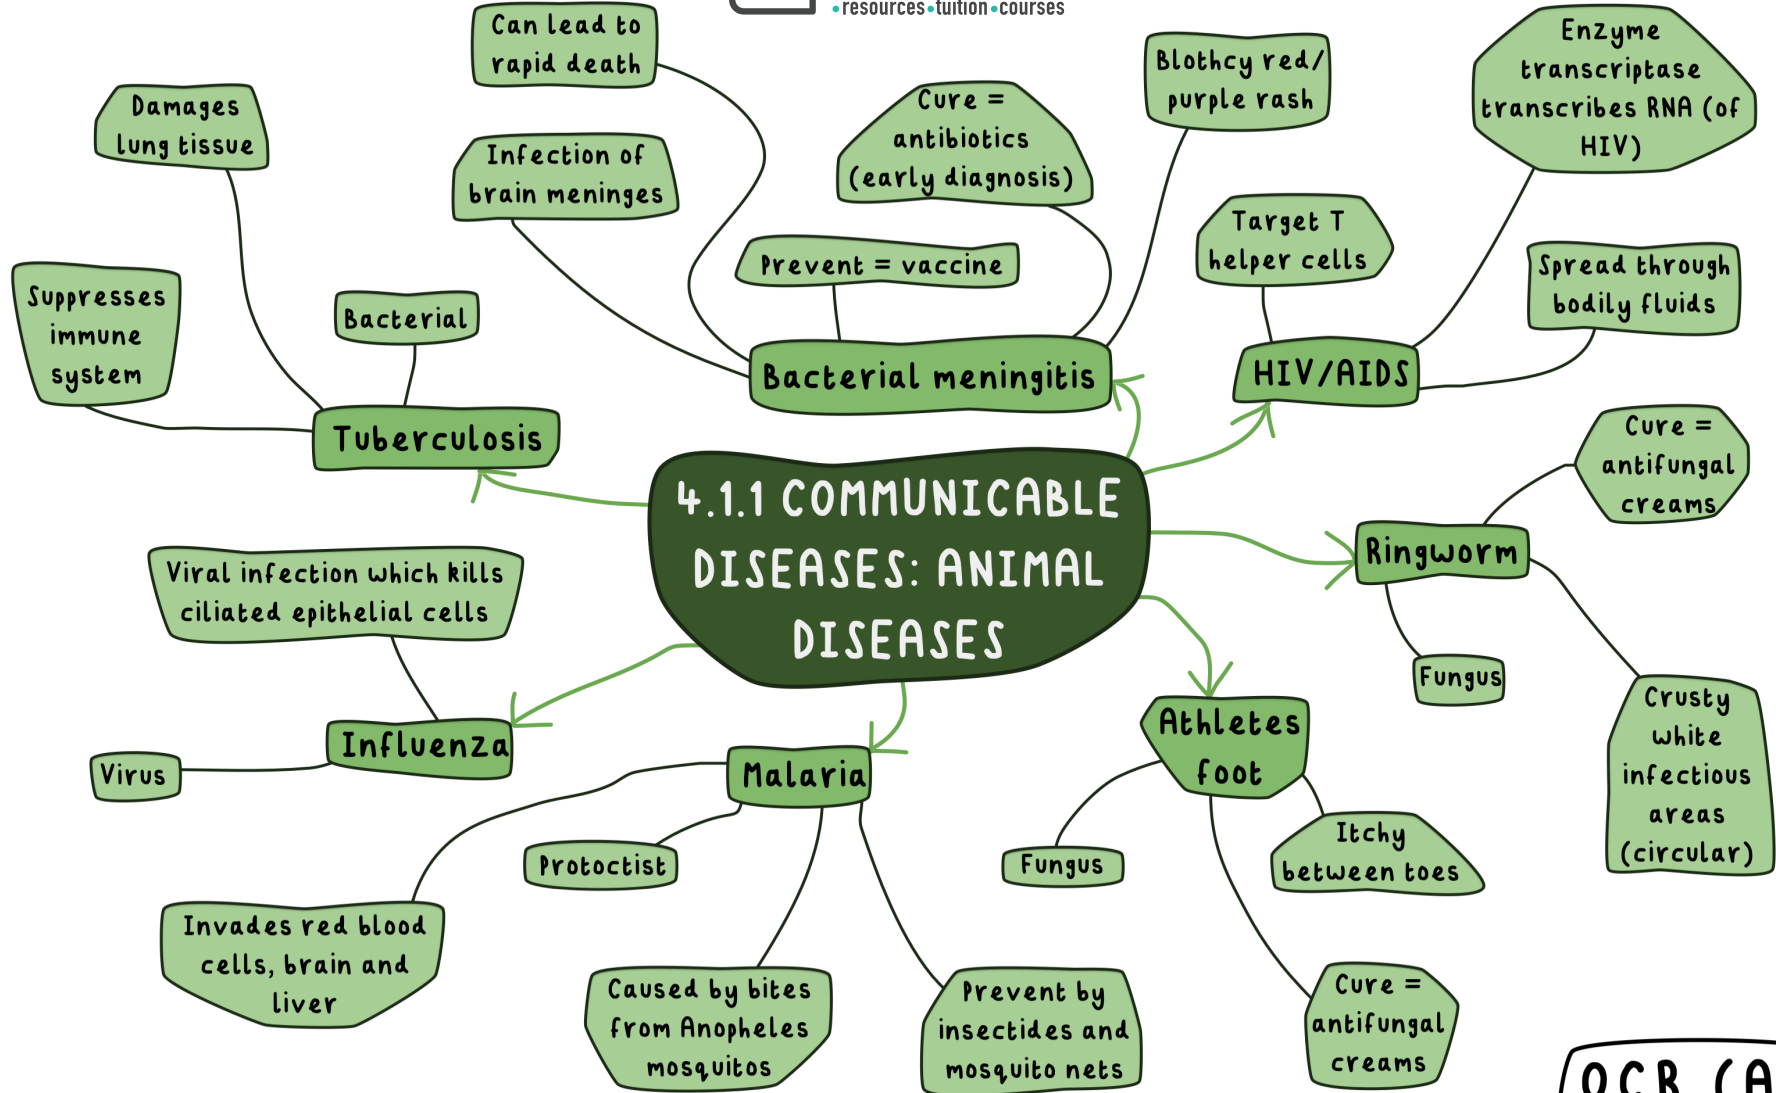 •resources•tuition•courses
Can lead to
rapid death
Damages
lung tissue
Infection of
brain meninges
Cure =
antibiotics
(early diagnosis)
Blothcy red/
purple rash
Enzyme
transcriptase
transcribes RNA (of
HIV)
Target T
helper cells
Spread through
bodily fluids
Prevent = vaccine
Suppresses
immune
system
Bacterial
Tuberculosis
Bacterial meningitis
HIV/AIDS
4.1.1 COMMUNICABLE
DISEASES: ANIMAL
DISEASES
Cure =
antifungal
creams
Ringworm
Fungus
Crusty
white
infectious
areas
(circular)
Viral infection which kills
ciliated epithelial cells
Influenza
Virus
Malaria
Protoctist
Invades red blood
cells, brain and
liver
Caused by bites
from Anopheles
mosquitos
Prevent by
insectides and
mosquito nets
Athletes
foot
Fungus
Itchy
between toes
Cure =
antifungal
creams
OCR (A